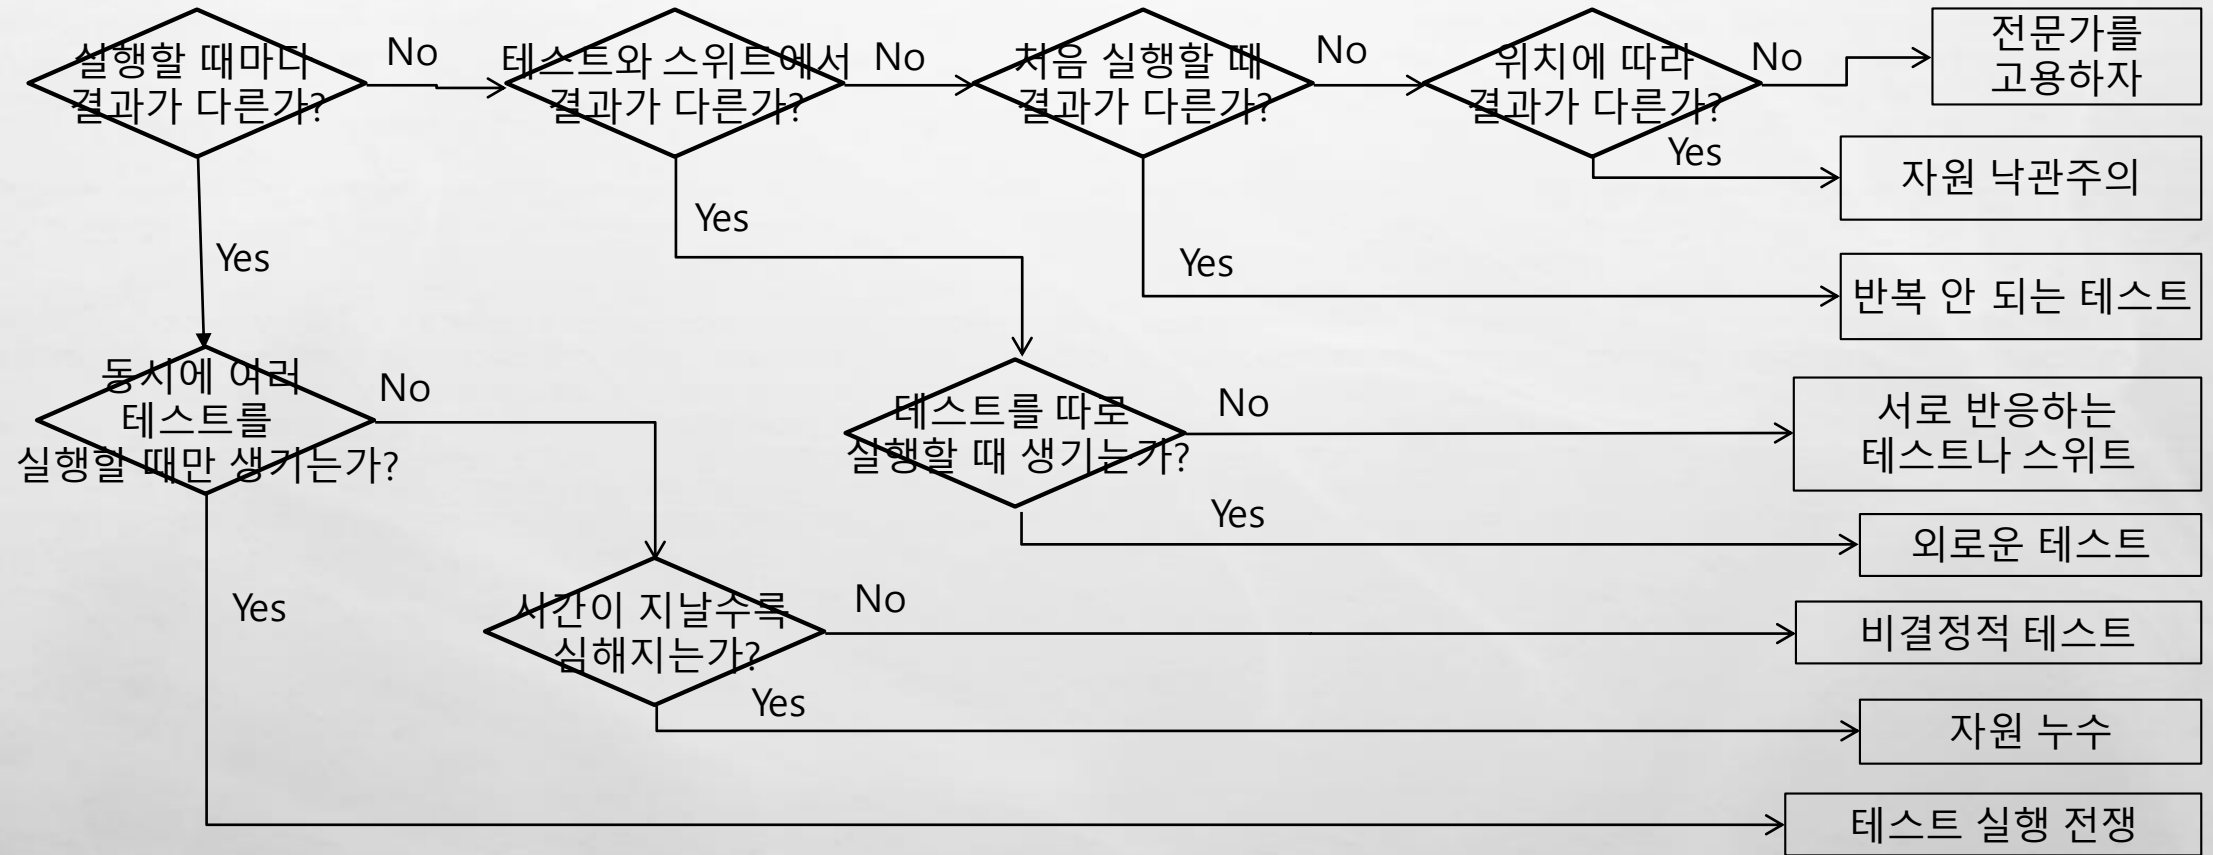 실행할 때마다
결과가 다른가?
No
테스트와 스위트에서
결과가 다른가?
No
처음 실행할 때
결과가 다른가?
No
위치에 따라
결과가 다른가?
No
전문가를
고용하자
Yes
자원 낙관주의
Yes
Yes
Yes
반복 안 되는 테스트
동시에 여러
테스트를
실행할 때만 생기는가?
No
테스트를 따로
실행할 때 생기는가?
No
서로 반응하는
테스트나 스위트
Yes
외로운 테스트
Yes
시간이 지날수록
심해지는가?
No
비결정적 테스트
Yes
자원 누수
테스트 실행 전쟁